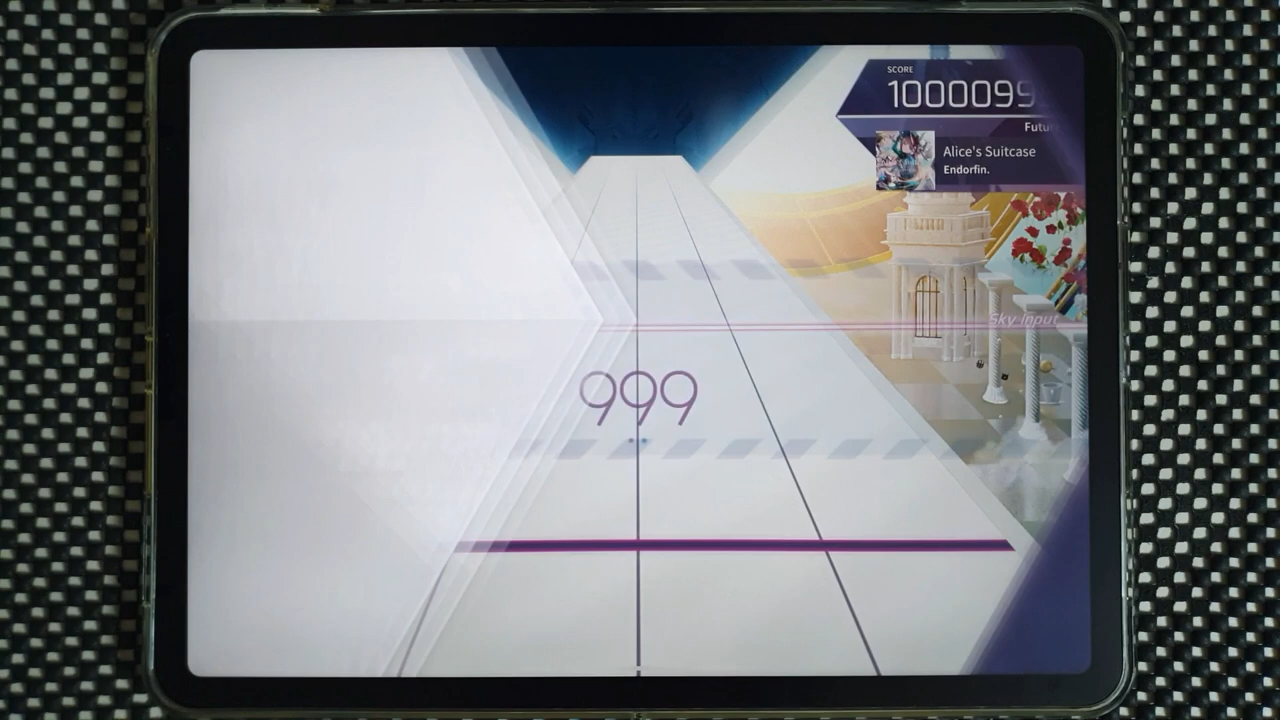 SCORE
1000099
Futu
Alice's Suitcase
Endorfin.
Sky Input
999